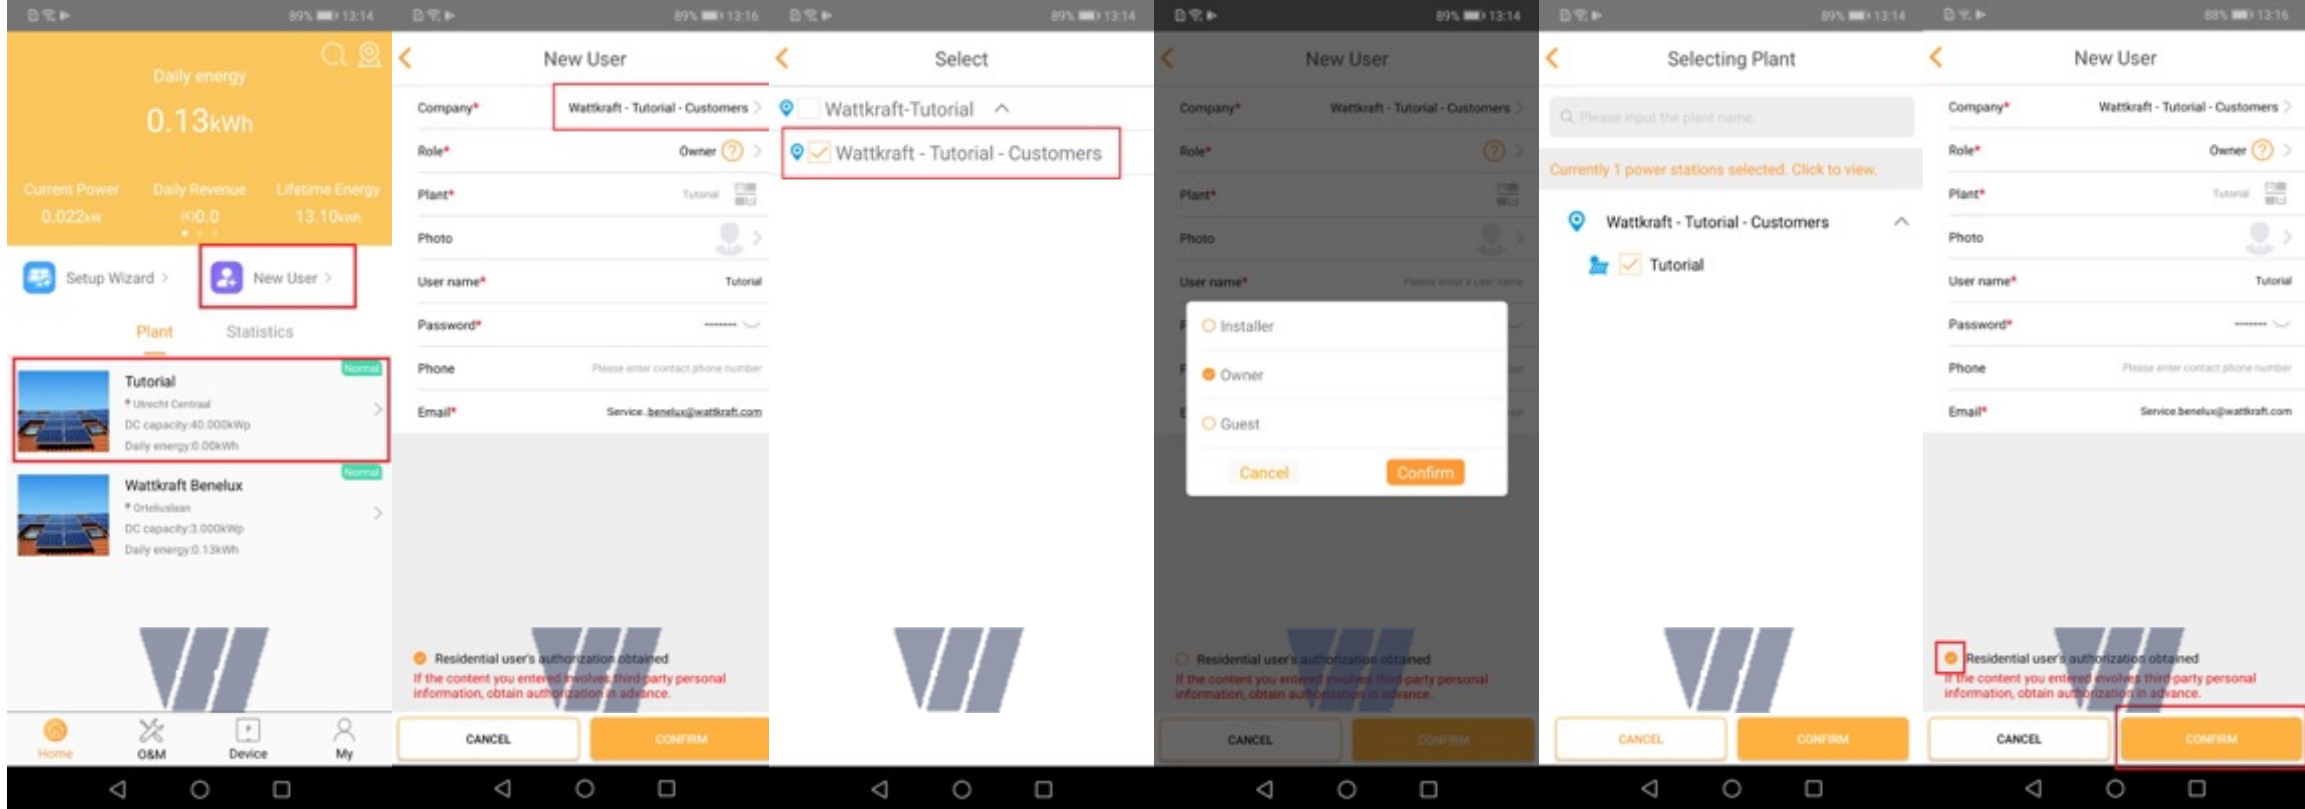 89% 13:14
Daily energy
0.13kWh
Current Power
Daily Revenue
Lifetime Energy
0.022kW
(€)0.0
13.10kWh
Setup Wizard >
New User >
Plant
Statistics
Tutorial
Normal
Utrecht Centraal
DC capacity:40.000kWp
Daily energy:0.00kWh
Wattkraft Benelux
Normal
Orteliuslaan
DC capacity:3.000kWp
Daily energy:0.13kWh
Home
O&M
Device
My
89% 13:16
New User
Company* Wattkraft - Tutorial - Customers >
Role* Owner ? >
Plant* Tutorial
Photo >
User name* Tutorial
Password* --------
Phone Please enter contact phone number
Email* Service.benelux@wattkraft.com
Residential user's authorization obtained
If the content you entered involves third-party personal
information, obtain authorization in advance.
CANCEL
CONFIRM
89% 13:14
Select
Wattkraft-Tutorial
Wattkraft - Tutorial - Customers
89% 13:14
New User
Company* Wattkraft - Tutorial - Customers >
Role* ? >
Plant*
Photo >
User name* Please enter a user name
Installer
Owner
Guest
Cancel
Confirm
Residential user's authorization obtained
If the content you entered involves third-party personal
information, obtain authorization in advance.
CANCEL
CONFIRM
89% 13:14
Selecting Plant
Please input the plant name.
Currently 1 power stations selected. Click to view.
Wattkraft - Tutorial - Customers
Tutorial
CANCEL
CONFIRM
88% 13:16
New User
Company* Wattkraft - Tutorial - Customers >
Role* Owner ? >
Plant* Tutorial
Photo >
User name* Tutorial
Password* --------
Phone Please enter contact phone number
Email* Service.benelux@wattkraft.com
Residential user's authorization obtained
If the content you entered involves third-party personal
information, obtain authorization in advance.
CANCEL
CONFIRM